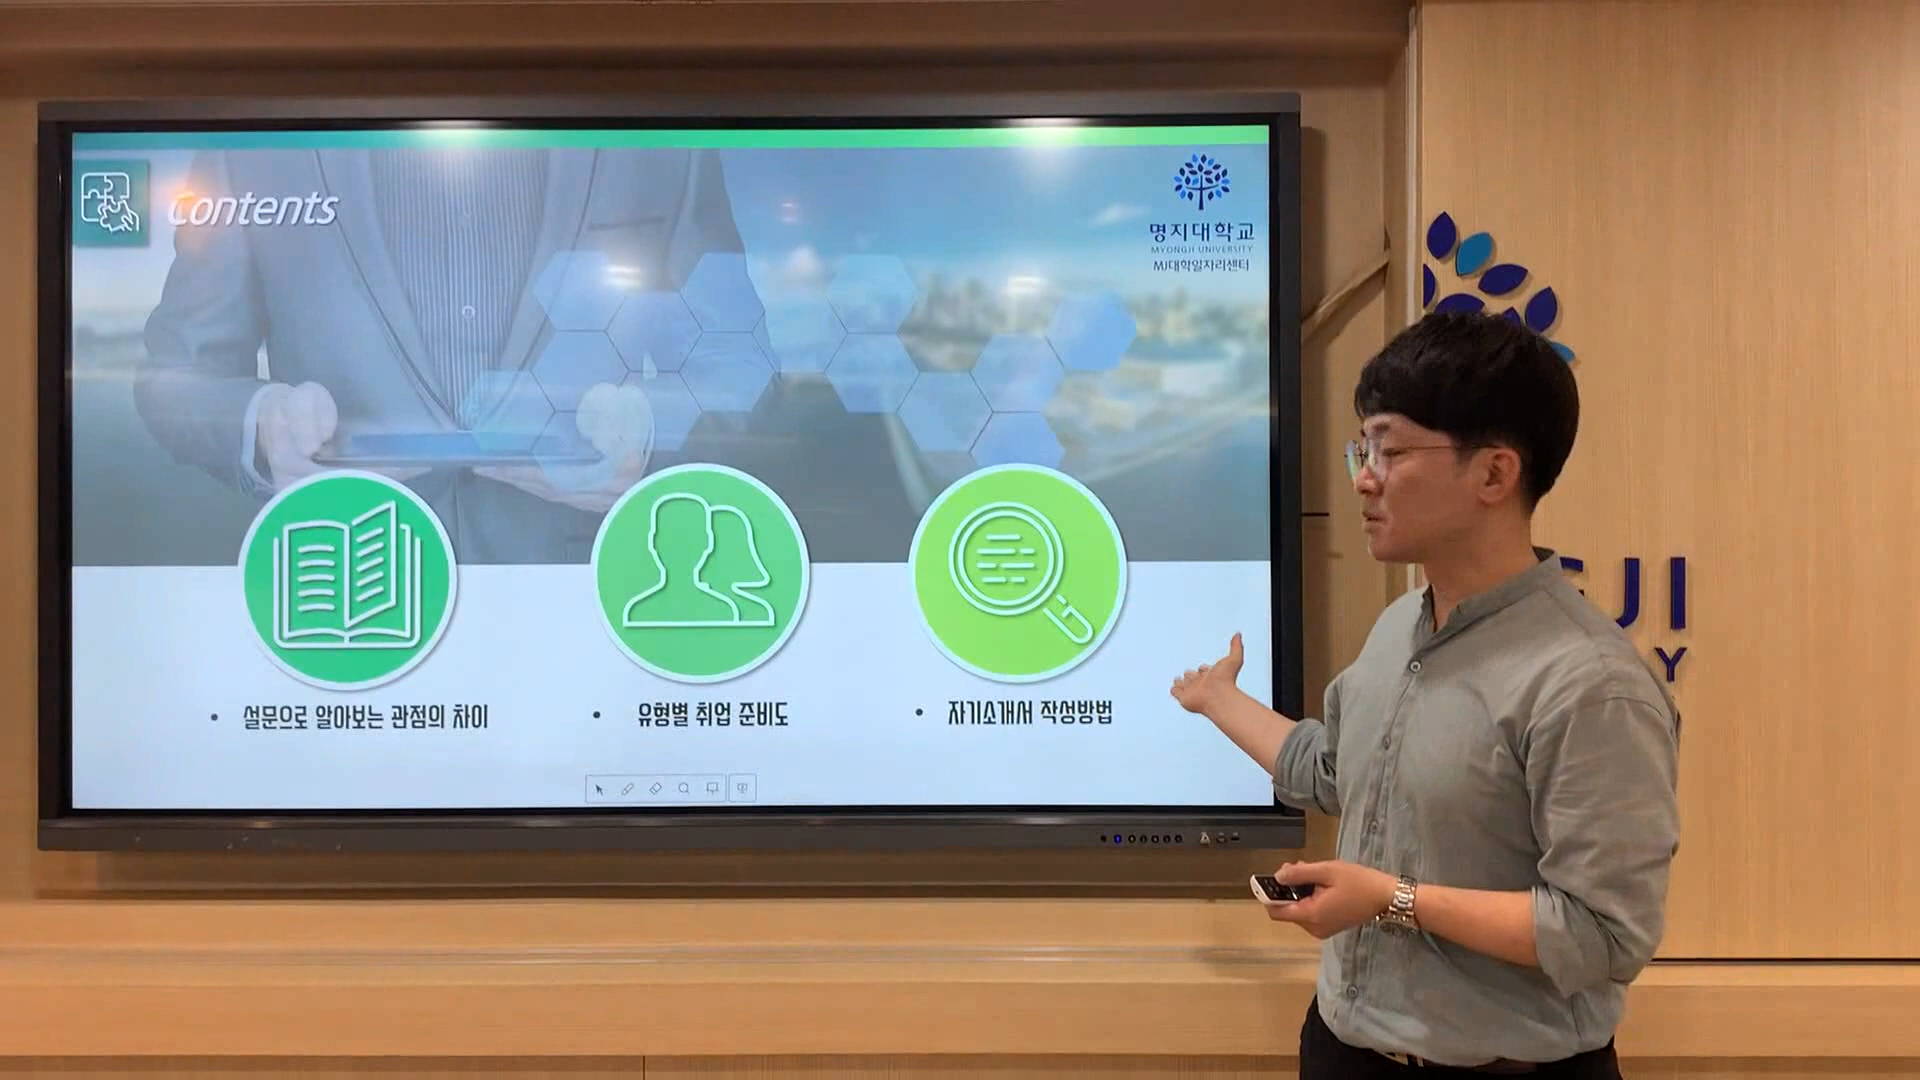 Contents
명지대학교
MYONGJI UNIVERSITY
MJ대학일자리센터
• 설문으로 알아보는 관점의 차이
• 유형별 취업 준비도
• 자기소개서 작성방법
GJI
Y